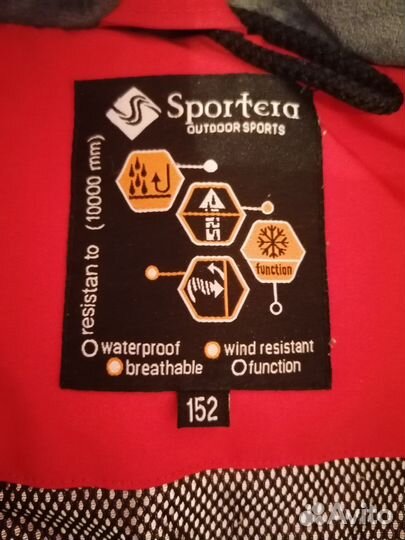 Sportera
OUTDOOR SPORTS
resistan to (10000 mm)
function
waterproof
wind resistant
breathable
function
152
Avito